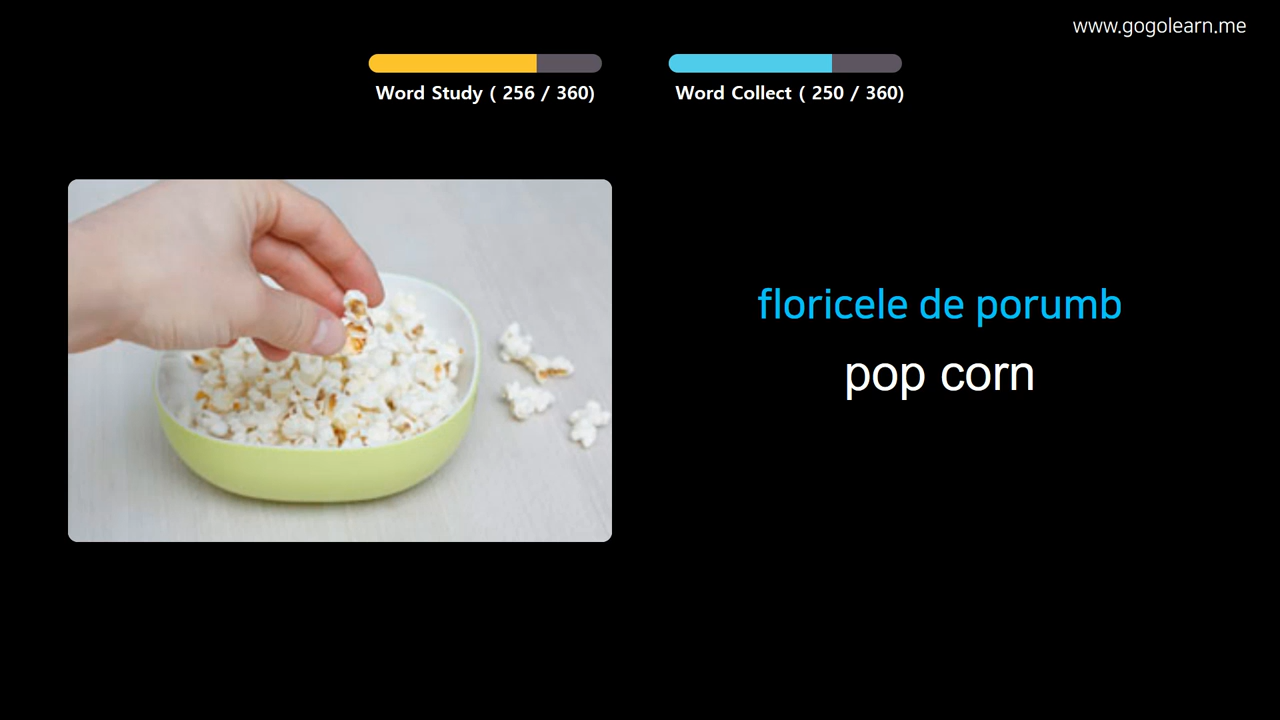 www.gogolearn.me
Word Study ( 256 / 360)
Word Collect ( 250 / 360)
floricele de porumb
pop corn